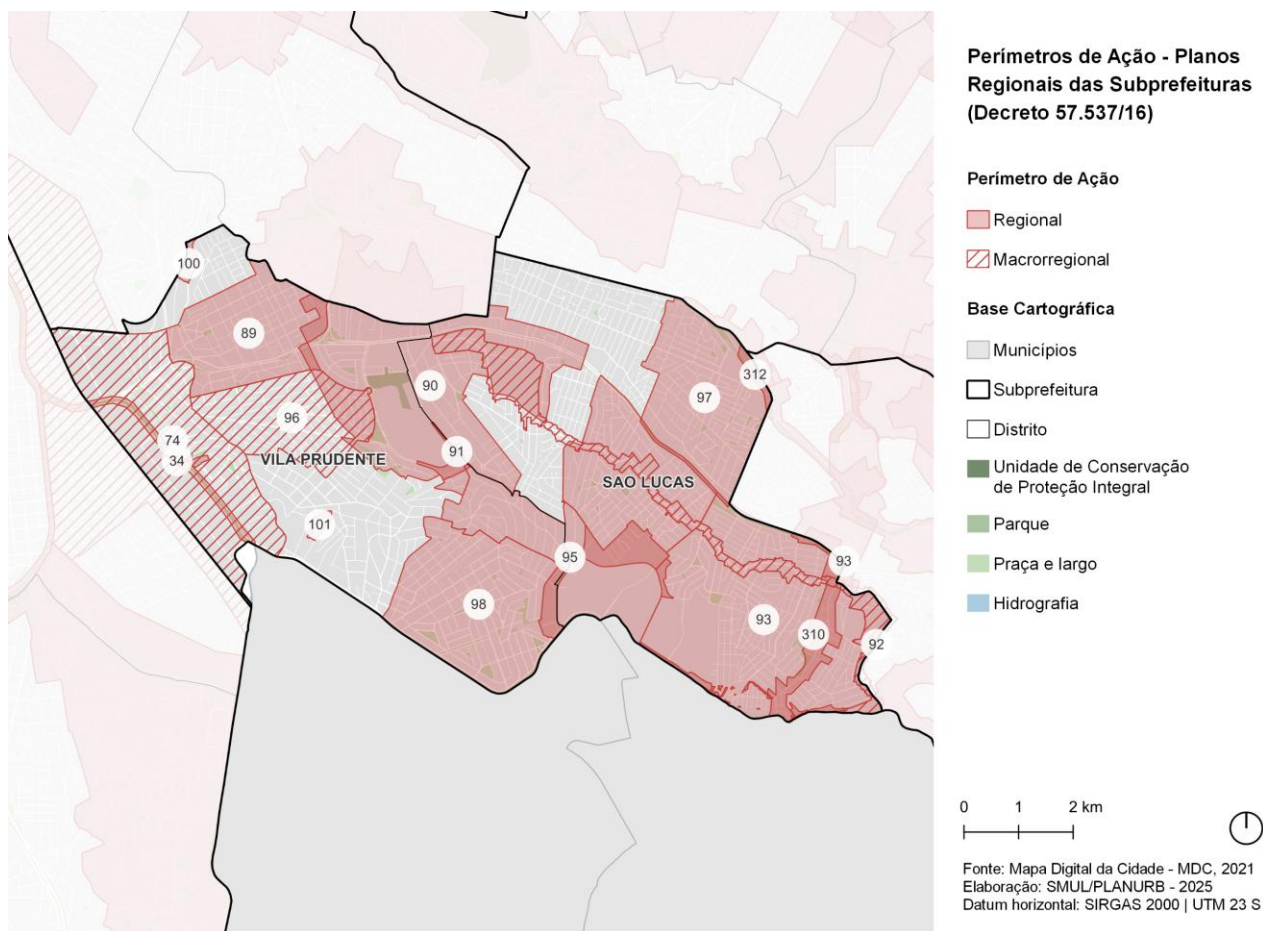 100
89
90
312
97
96
74
34
91
VILA PRUDENTE
SAO LUCAS
101
95
93
98
93
310
92
Perímetros de Ação - Planos
Regionais das Subprefeituras
(Decreto 57.537/16)
Perímetro de Ação
Regional
Macrorregional
Base Cartográfica
Municípios
Subprefeitura
Distrito
Unidade de Conservação
de Proteção Integral
Parque
Praça e largo
Hidrografia
0 1 2 km
Fonte: Mapa Digital da Cidade - MDC, 2021
Elaboração: SMUL/PLANURB - 2025
Datum horizontal: SIRGAS 2000 | UTM 23 S